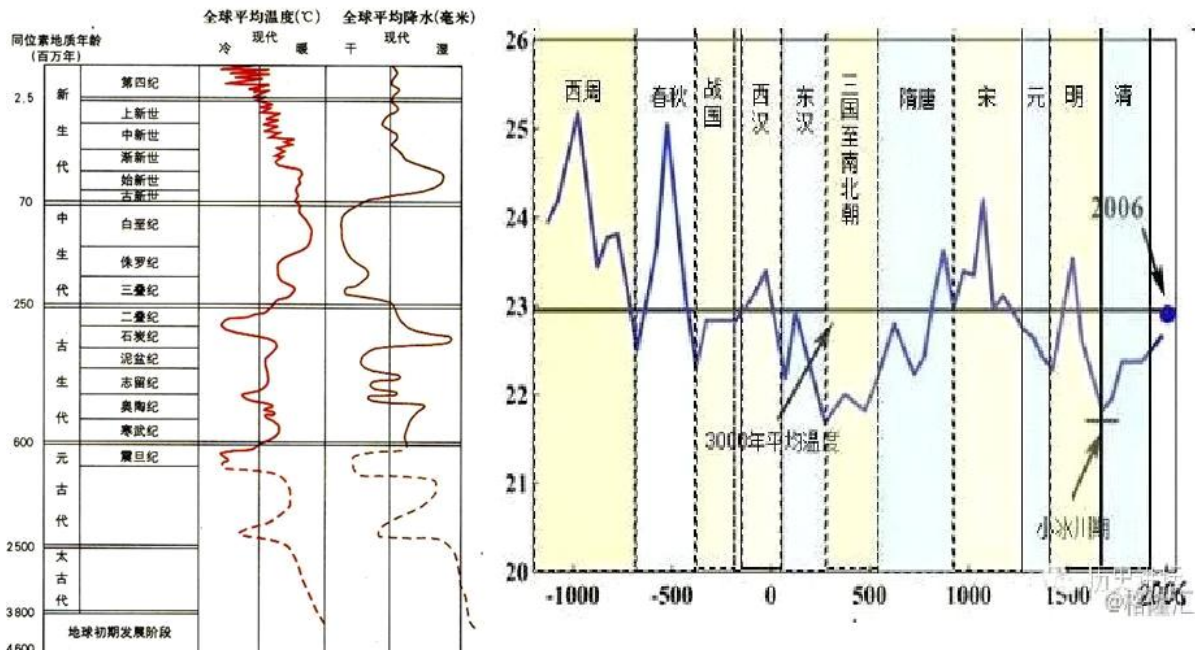 全球平均温度(℃)
全球平均降水(毫米)
同位素地质年龄
(百万年)
冷
现代
暖
干
现代
湿
新生代
第四纪
2.5
上新世
中新世
渐新世
始新世
古新世
70
中生代
白垩纪
侏罗纪
三叠纪
250
古生代
二叠纪
石炭纪
泥盆纪
志留纪
奥陶纪
寒武纪
600
元古代
震旦纪
2500
太古代
3800
地球初期发展阶段
4600
26
25
24
23
22
21
20
西周
春秋
战国
西汉
东汉
三国至南北朝
隋唐
宋
元
明
清
2006
3000年平均温度
小冰川期
-1000
-500
0
500
1000
1500
2006
@格隆汇